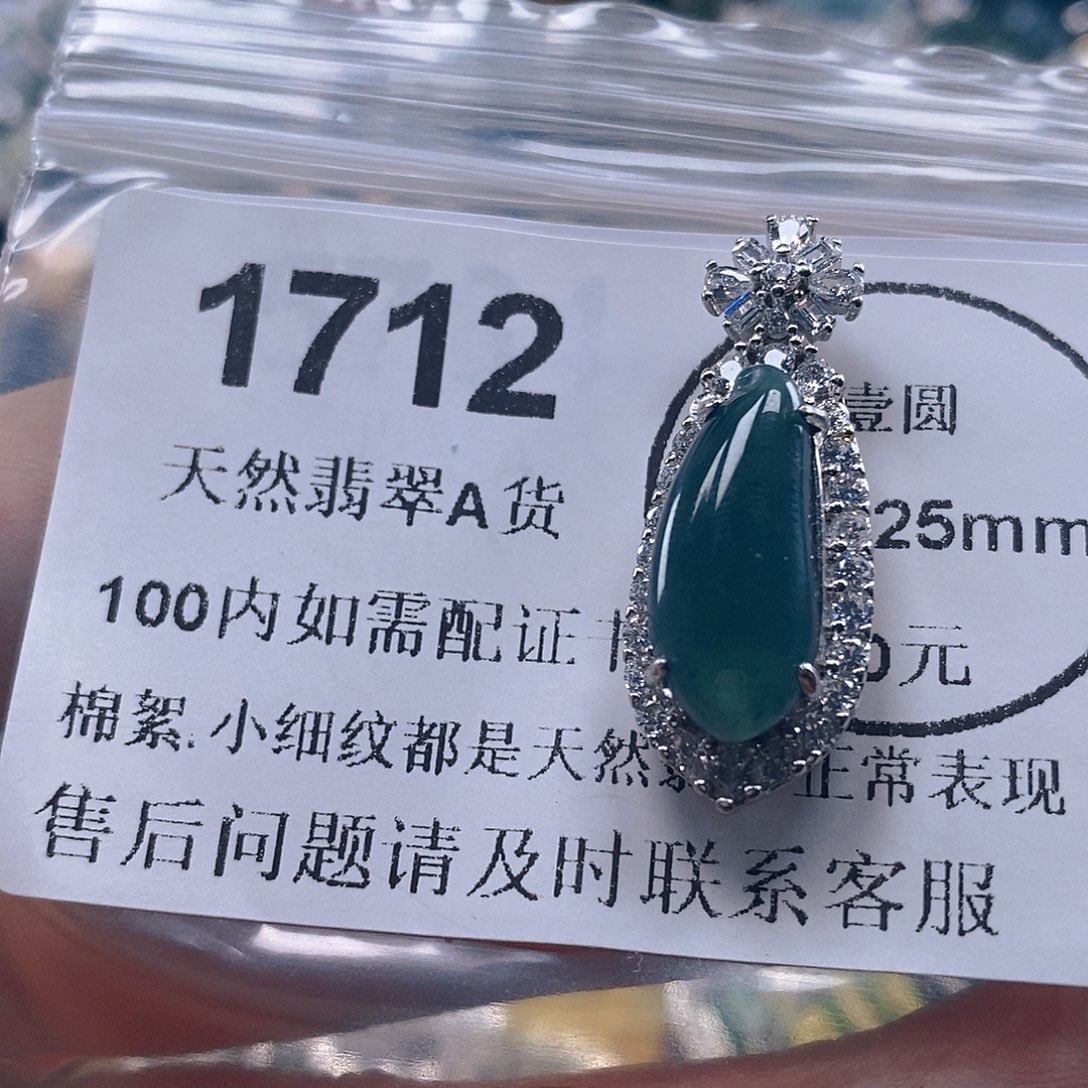 1712
天然翡翠A货
壹圆
25mm
100内如需配证
0元
棉絮.小细纹都是天然
正常表现
售后问题请及时联系客服